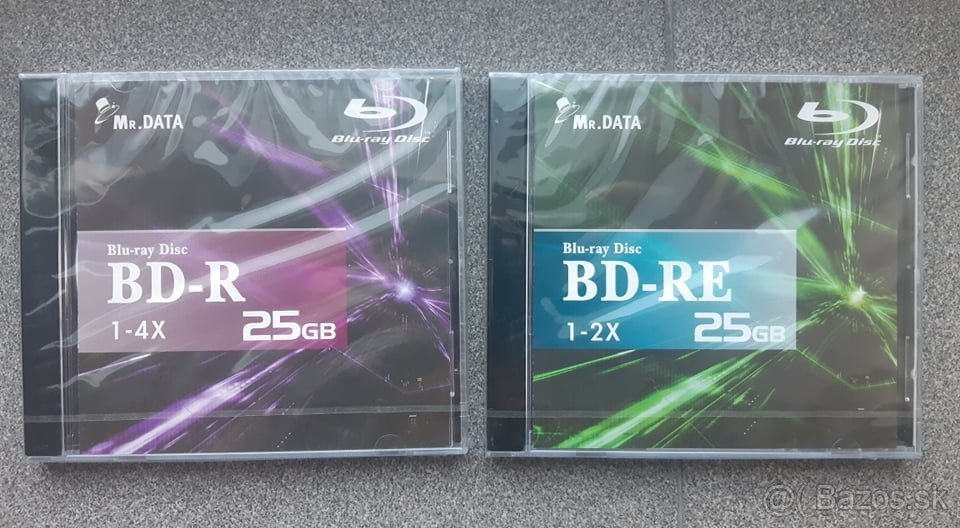 Mr.DATA
Blu-ray Disc
Blu-ray Disc
BD-R
1-4X 25GB
Mr.DATA
Blu-ray Disc
Blu-ray Disc
BD-RE
1-2X 25GB
@( Bazos.sk